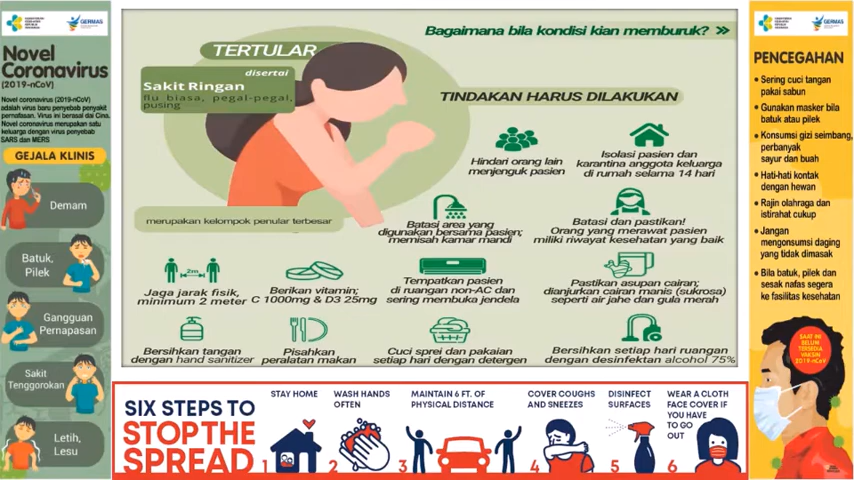 GERMAS
Novel
Coronavirus
(2019-nCoV)
Novel coronavirus (2019-nCoV)
adalah virus baru penyebab penyakit
pernafasan. Virus ini berasal dai Cina.
Novel coronavirus merupakan satu
keluarga dengan virus penyebab
SARS dan MERS
GEJALA KLINIS
Demam
Batuk,
Pilek
Gangguan
Pernapasan
Sakit
Tenggorokan
Letih,
Lesu
Bagaimana bila kondisi kian memburuk? >>
TERTULAR
disertai
Sakit Ringan
flu biasa, pegal-pegal,
pusing
merupakan kelompok penular terbesar
TINDAKAN HARUS DILAKUKAN
Hindari orang lain
menjenguk pasien
Isolasi pasien dan
karantina anggota keluarga
di rumah selama 14 hari
Batasi area yang
digunakan bersama pasien;
memisah kamar mandi
Batasi dan pastikan!
Orang yang merawat pasien
miliki riwayat kesehatan yang baik
2m
Jaga jarak fisik,
minimum 2 meter
Berikan vitamin;
C 1000mg & D3 25mg
Tempatkan pasien
di ruangan non-AC dan
sering membuka jendela
Pastikan asupan cairan;
dianjurkan cairan manis (sukrosa)
seperti air jahe dan gula merah
Bersihkan tangan
dengan hand sanitizer
Pisahkan
peralatan makan
Cuci sprei dan pakaian
setiap hari dengan detergen
Bersihkan setiap hari ruangan
dengan desinfektan alcohol 75%
SIX STEPS TO
STOP THE
SPREAD
STAY HOME
1
WASH HANDS
OFTEN
2
MAINTAIN 6 FT. OF
PHYSICAL DISTANCE
3
COVER COUGHS
AND SNEEZES
4
DISINFECT
SURFACES
5
WEAR A CLOTH
FACE COVER IF
YOU HAVE
TO GO
OUT
6
GERMAS
PENCEGAHAN
Sering cuci tangan
pakai sabun
Gunakan masker bila
batuk atau pilek
Konsumsi gizi seimbang,
perbanyak
sayur dan buah
Hati-hati kontak
dengan hewan
Rajin olahraga dan
istirahat cukup
Jangan
mengonsumsi daging
yang tidak dimasak
Bila batuk, pilek dan
sesak nafas segera
ke fasilitas kesehatan
SAAT INI
BELUM
TERSEDIA
VAKSIN
2019-nCoV